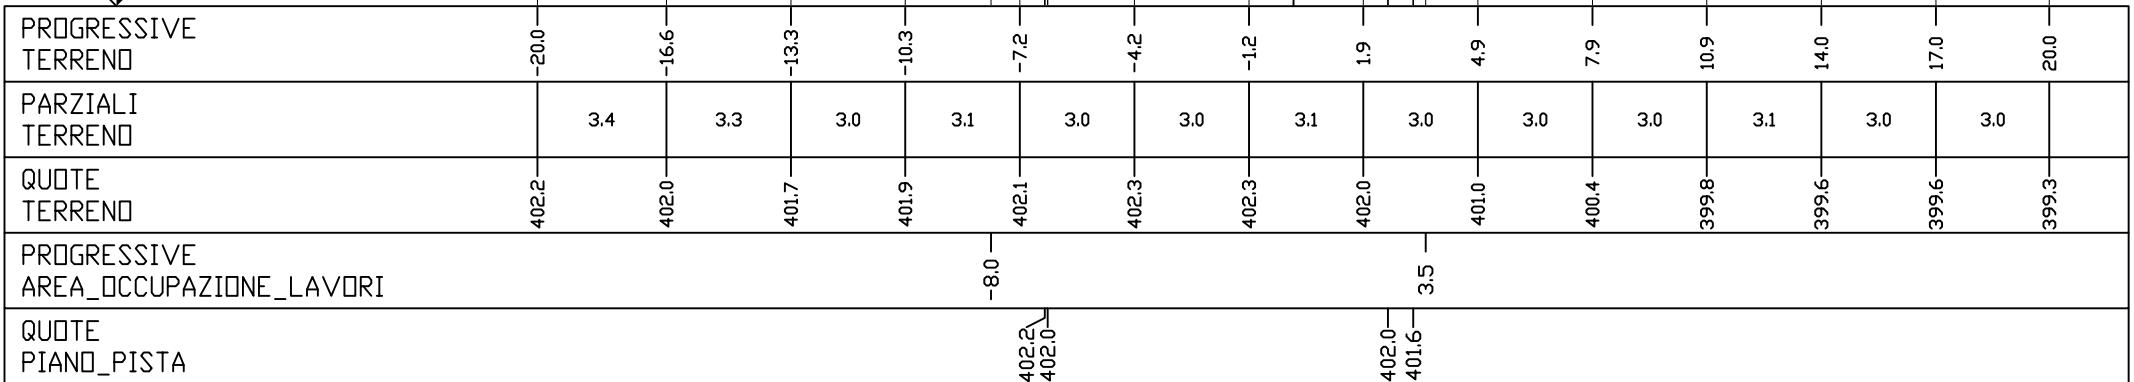 PROGRESSIVE
TERRENO
-20.0 -16.6 -13.3 -10.3 -7.2 -4.2 -1.2 1.9 4.9 7.9 10.9 14.0 17.0 20.0
PARZIALI
TERRENO
3.4 3.3 3.0 3.1 3.0 3.0 3.1 3.0 3.0 3.0 3.1 3.0 3.0
QUOTE
TERRENO
402.2 402.0 401.7 401.9 402.1 402.3 402.3 402.0 401.0 400.4 399.8 399.6 399.6 399.3
PROGRESSIVE
AREA_OCCUPAZIONE_LAVORI
-8.0 3.5
QUOTE
PIANO_PISTA
402.2 402.0 402.0 401.6